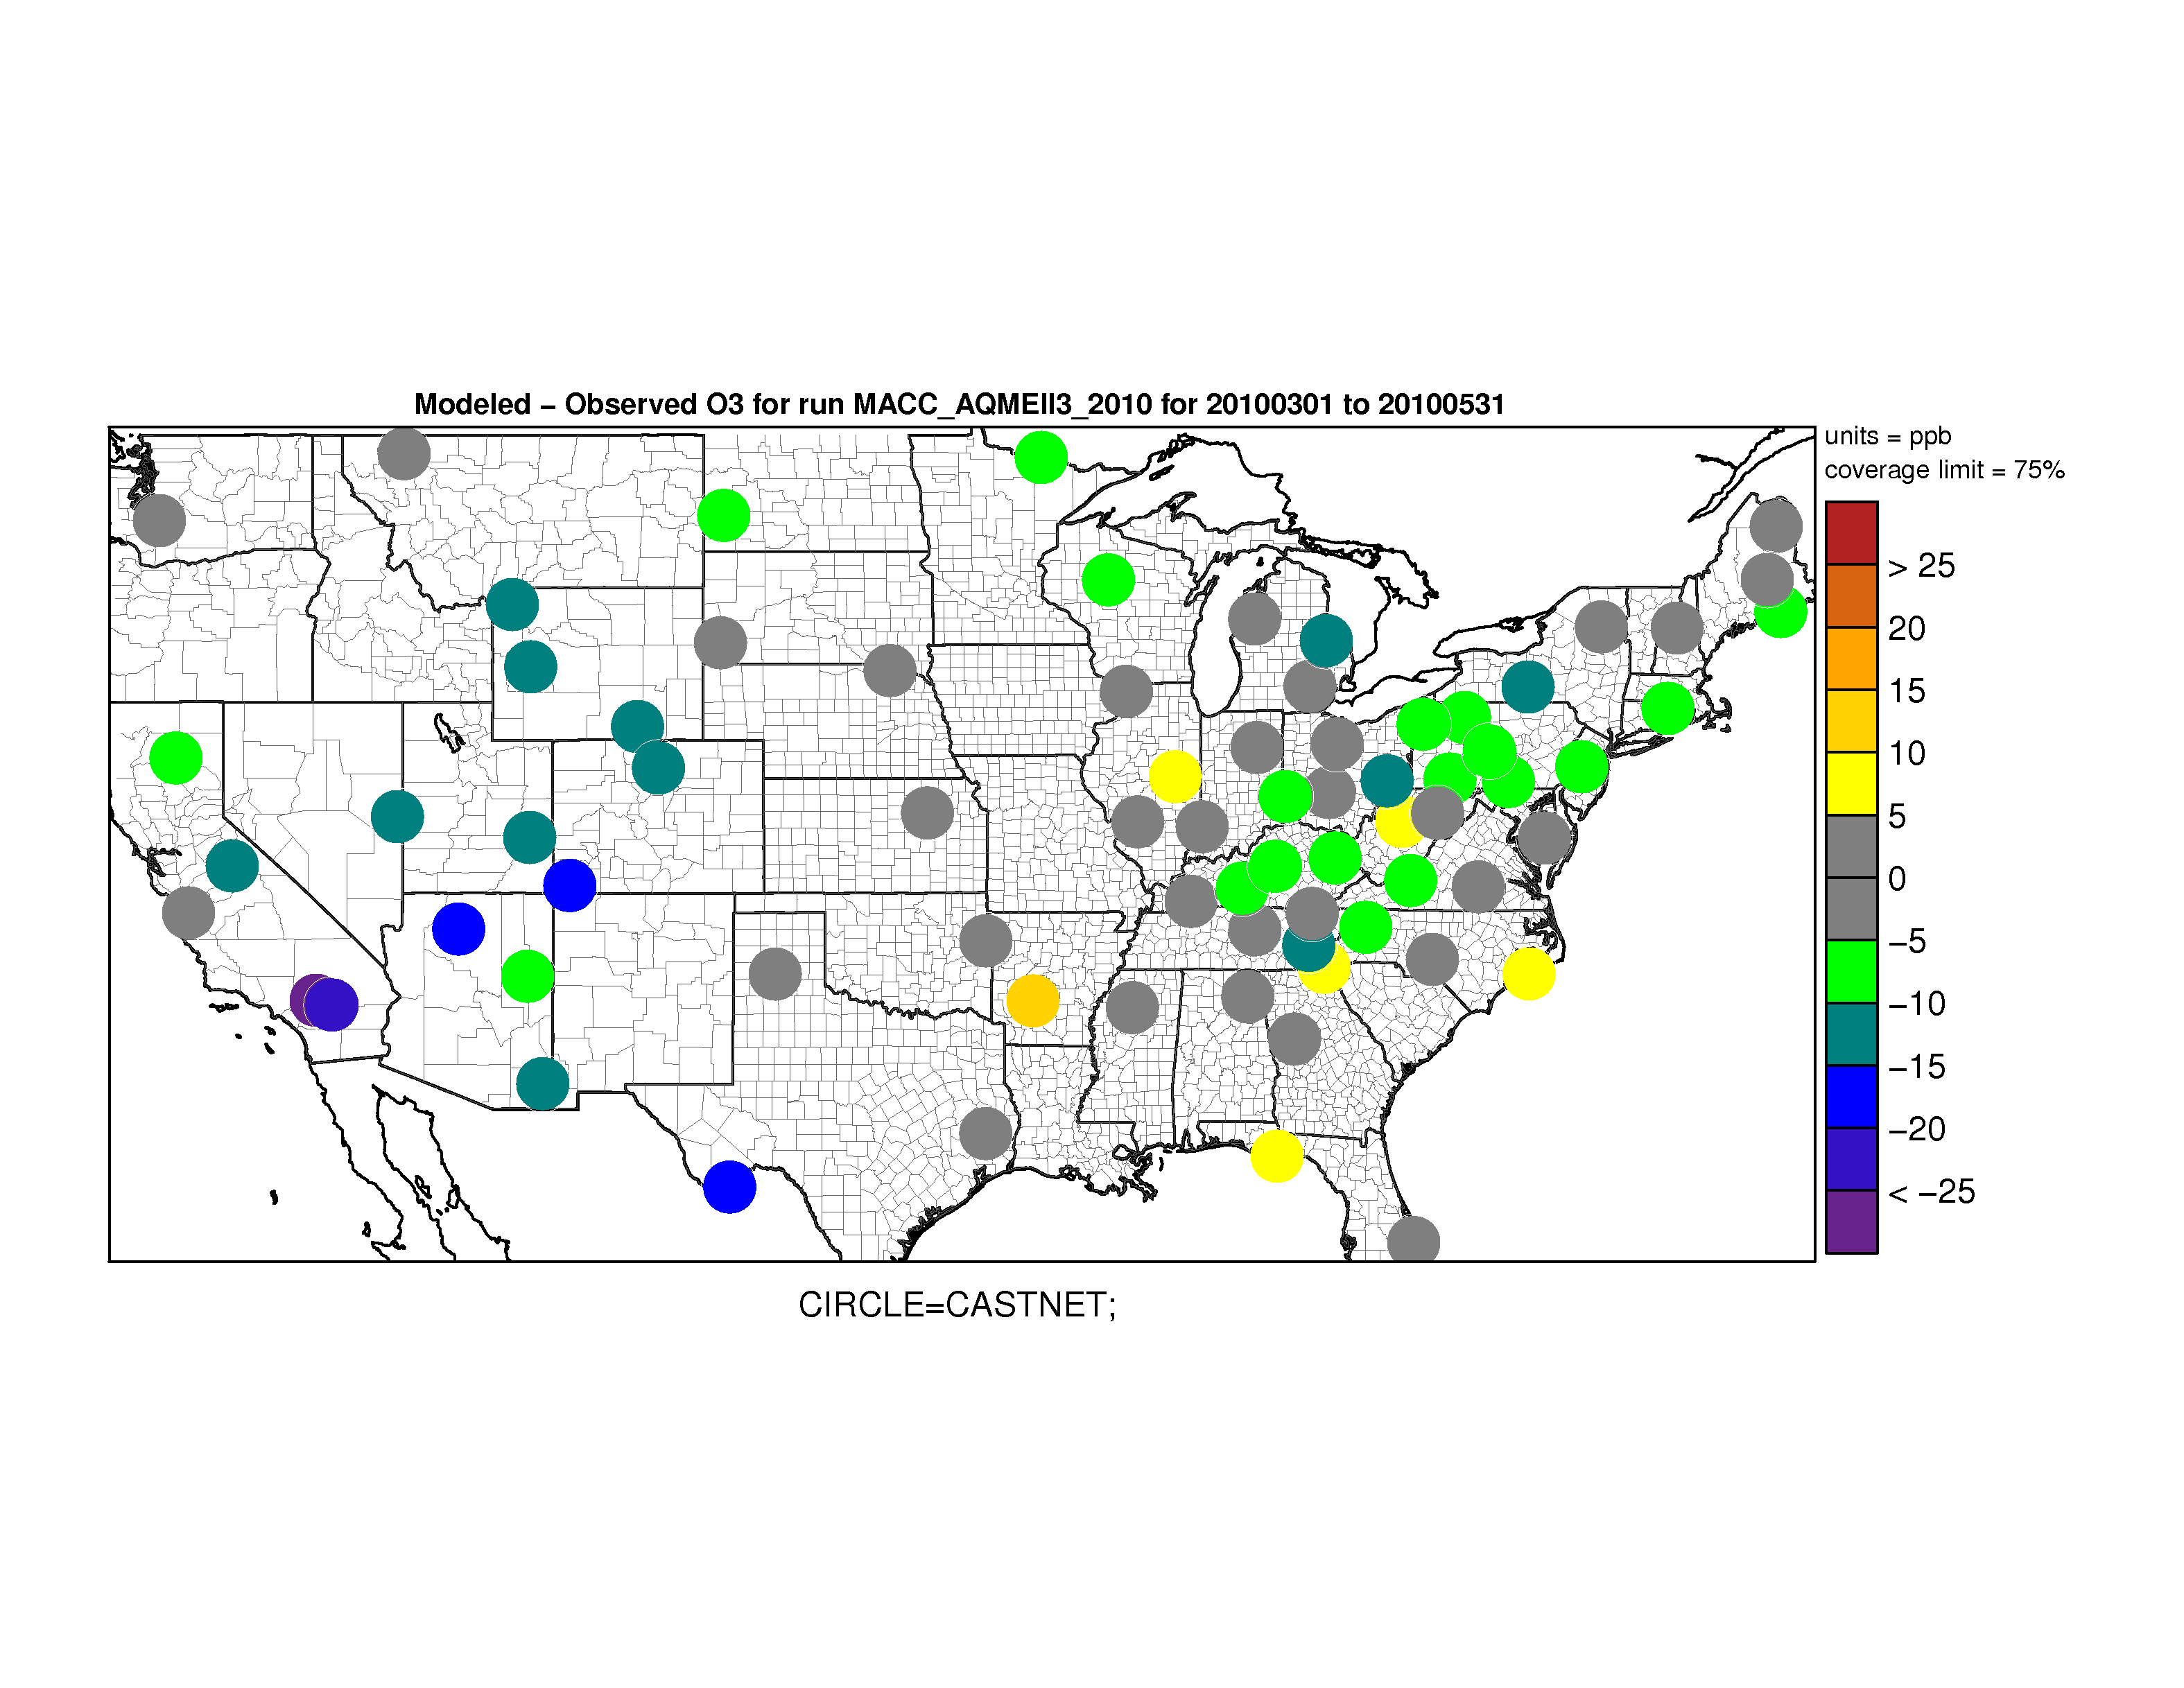 Modeled − Observed O3 for run MACC_AQMEII3_2010 for 20100301 to 20100531
units = ppb
coverage limit = 75%
> 25
20
15
10
5
0
−5
−10
−15
−20
< −25
CIRCLE=CASTNET;